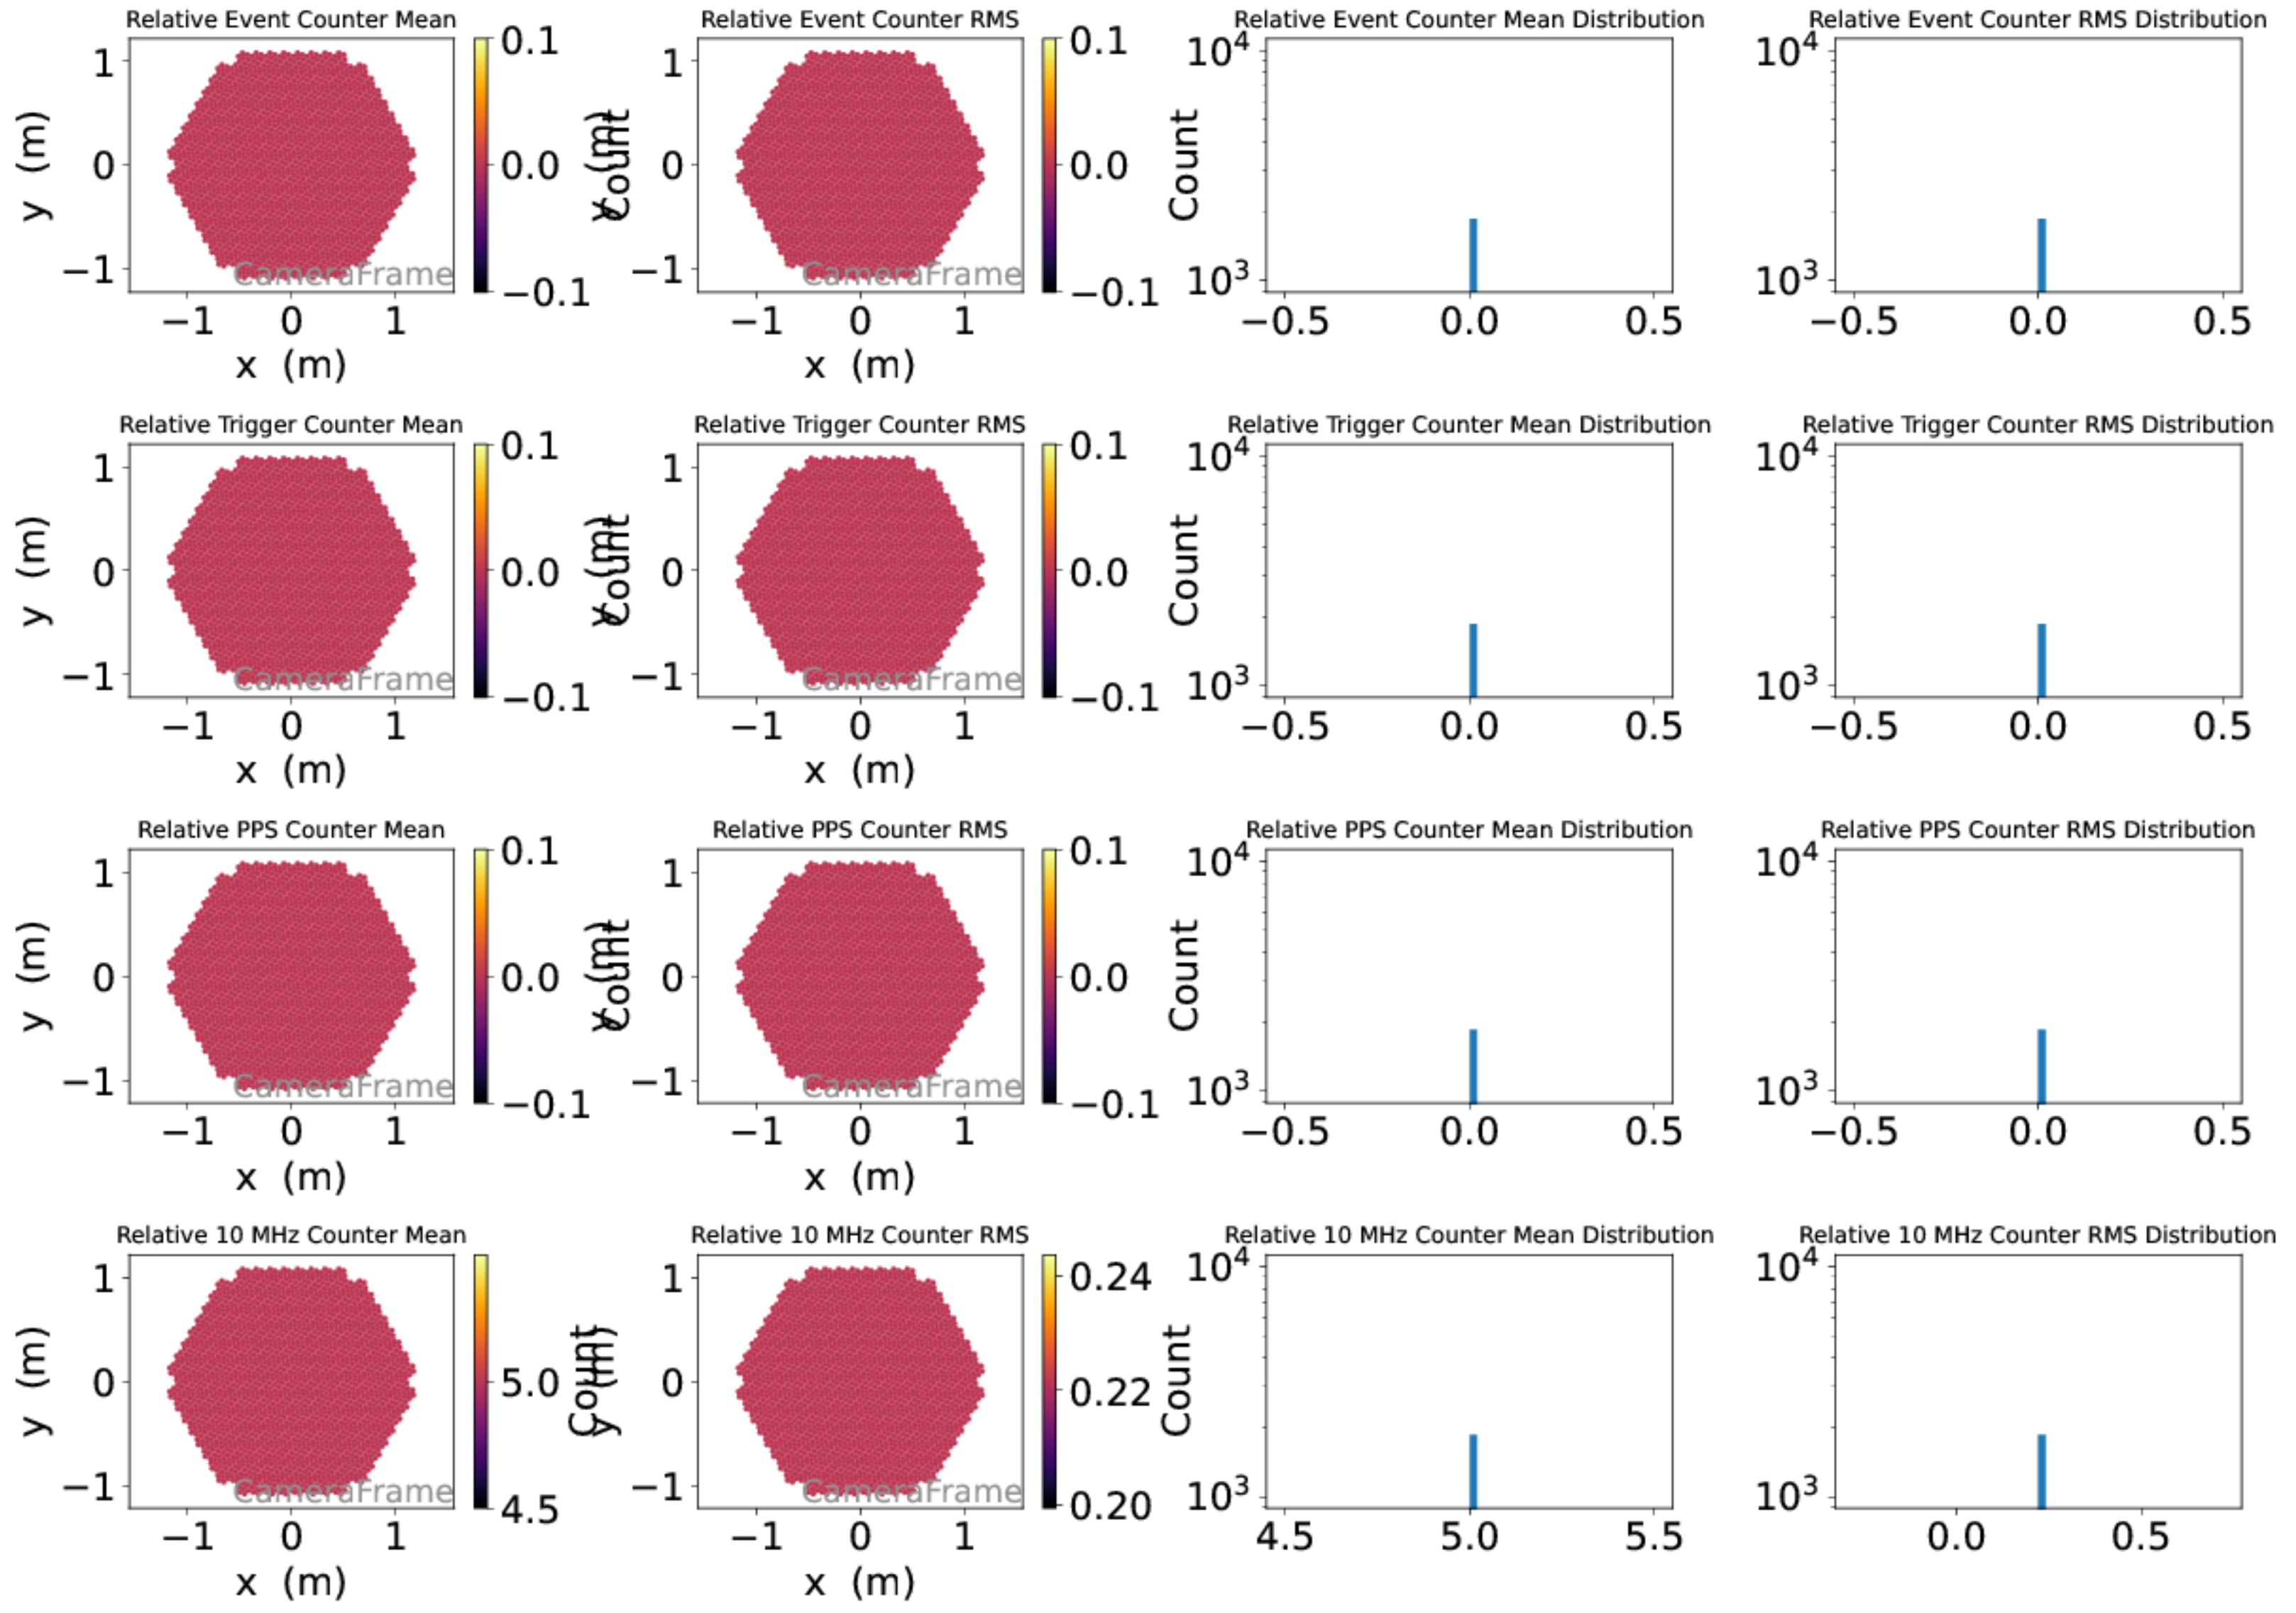 Relative Event Counter Mean
y (m)
1
0
−1
CameraFrame
−1 0 1
x (m)
0.1
0.0
−0.1
Count
Relative Event Counter RMS
y (m)
1
0
−1
CameraFrame
−1 0 1
x (m)
0.1
0.0
−0.1
Relative Event Counter Mean Distribution
Count
10⁴
10³
−0.5 0.0 0.5
Relative Event Counter RMS Distribution
10⁴
10³
−0.5 0.0 0.5
Relative Trigger Counter Mean
y (m)
1
0
−1
CameraFrame
−1 0 1
x (m)
0.1
0.0
−0.1
Count
Relative Trigger Counter RMS
y (m)
1
0
−1
CameraFrame
−1 0 1
x (m)
0.1
0.0
−0.1
Relative Trigger Counter Mean Distribution
Count
10⁴
10³
−0.5 0.0 0.5
Relative Trigger Counter RMS Distribution
10⁴
10³
−0.5 0.0 0.5
Relative PPS Counter Mean
y (m)
1
0
−1
CameraFrame
−1 0 1
x (m)
0.1
0.0
−0.1
Count
Relative PPS Counter RMS
y (m)
1
0
−1
CameraFrame
−1 0 1
x (m)
0.1
0.0
−0.1
Relative PPS Counter Mean Distribution
Count
10⁴
10³
−0.5 0.0 0.5
Relative PPS Counter RMS Distribution
10⁴
10³
−0.5 0.0 0.5
Relative 10 MHz Counter Mean
y (m)
1
0
−1
CameraFrame
−1 0 1
x (m)
5.0
4.5
Count
Relative 10 MHz Counter RMS
y (m)
1
0
−1
CameraFrame
−1 0 1
x (m)
0.24
0.22
0.20
Relative 10 MHz Counter Mean Distribution
Count
10⁴
10³
4.5 5.0 5.5
Relative 10 MHz Counter RMS Distribution
10⁴
10³
0.0 0.5